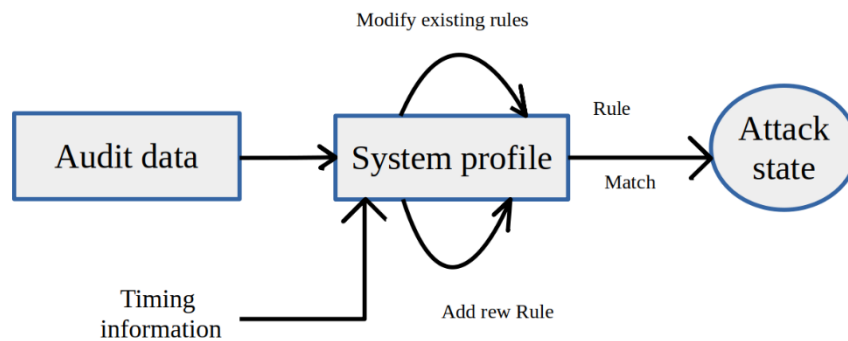 Modify existing rules
Audit data
System profile
Rule
Match
Attack
state
Timing
information
Add rew Rule